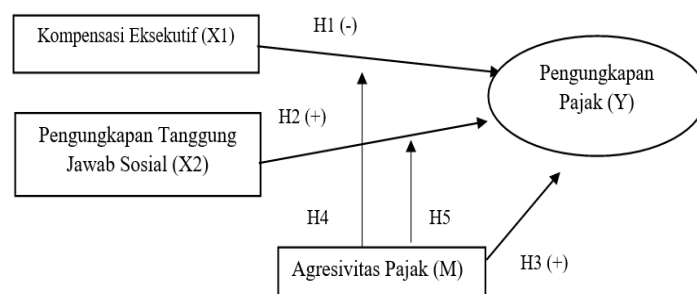 Kompensasi Eksekutif (X1)
H1 (-)
Pengungkapan
Pajak (Y)
Pengungkapan Tanggung
Jawab Sosial (X2)
H2 (+)
H4
H5
Agresivitas Pajak (M)
H3 (+)